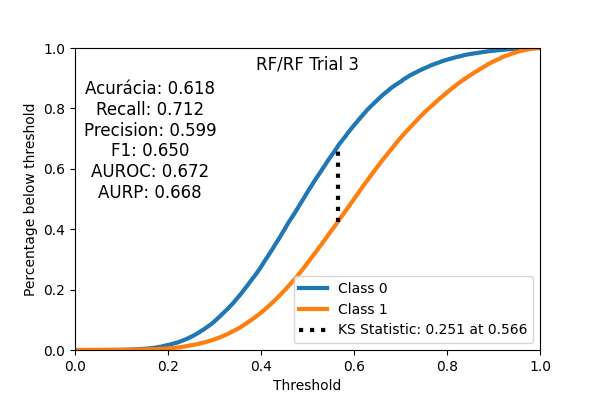 RF/RF Trial 3
Acurácia: 0.618
Recall: 0.712
Precision: 0.599
F1: 0.650
AUROC: 0.672
AURP: 0.668
Percentage below threshold
1.0
0.8
0.6
0.4
0.2
0.0
Class 0
Class 1
KS Statistic: 0.251 at 0.566
0.0 0.2 0.4 0.6 0.8 1.0
Threshold